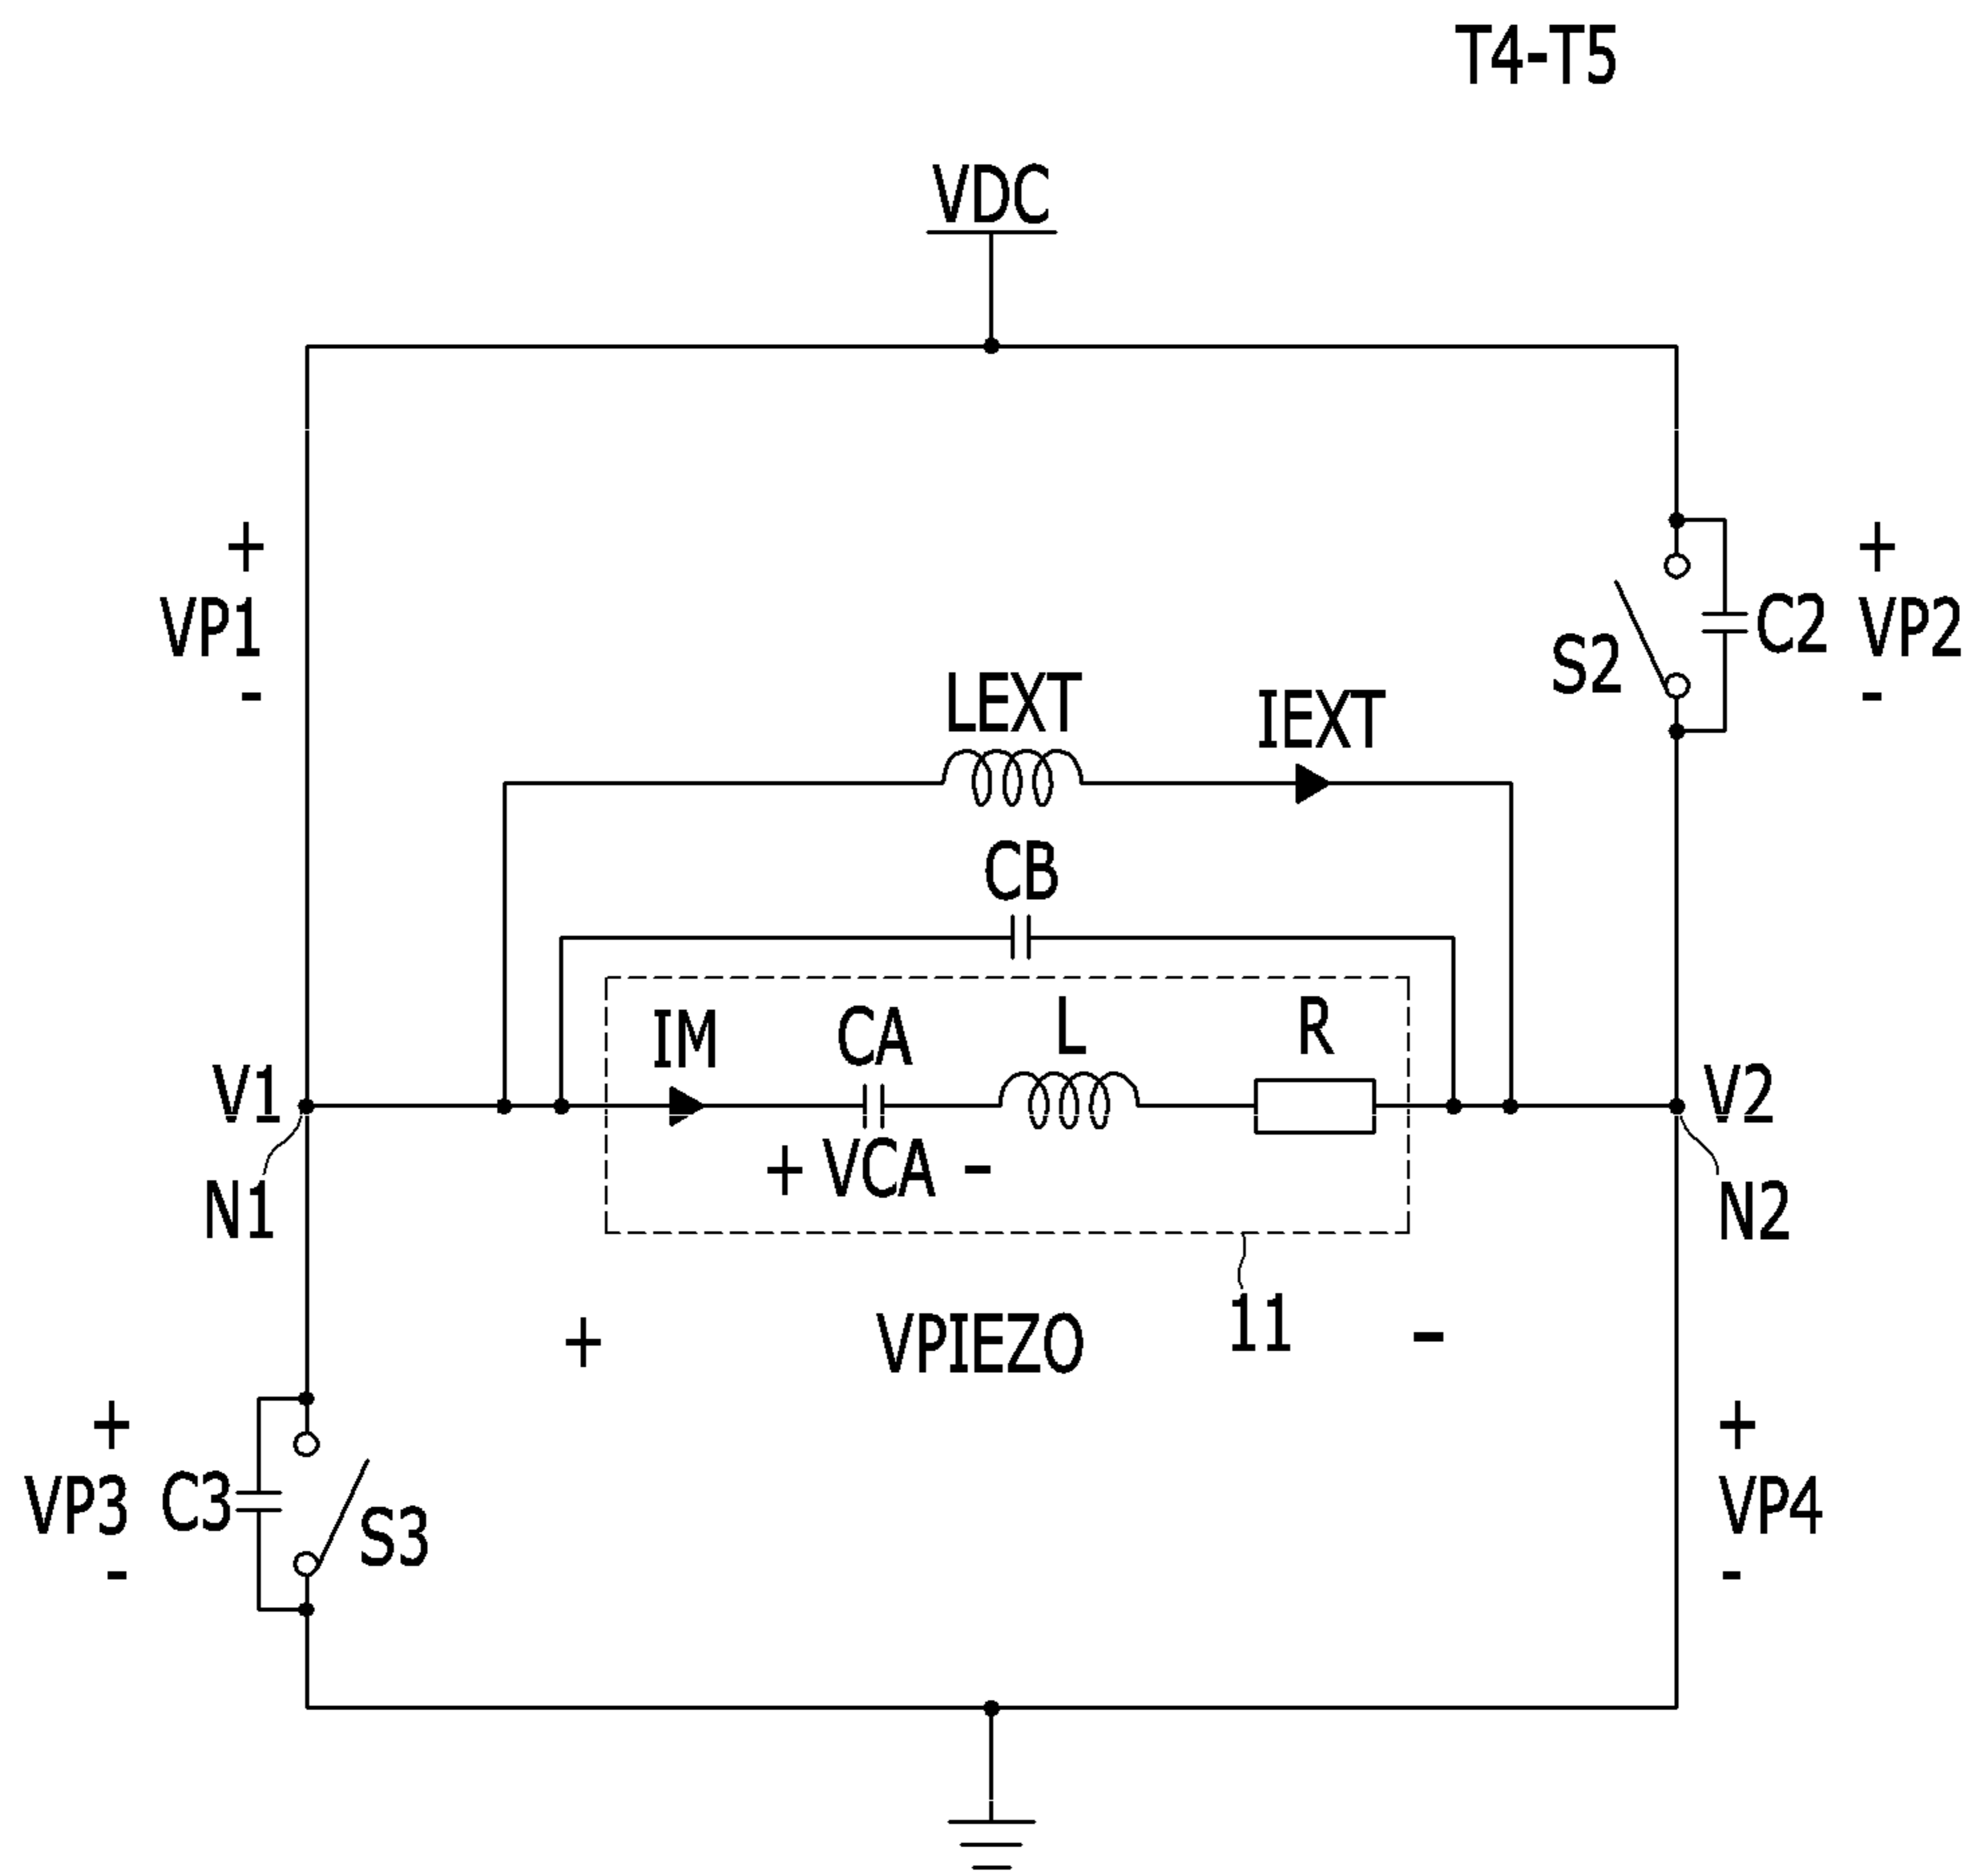 T4-T5
VDC
+
VP1
-
+
VP2
-
C2
S2
LEXT
IEXT
CB
IM
CA
L
R
V1
V2
+ VCA -
N1
N2
11
+ VPIEZO -
+
VP3
-
C3
S3
+
VP4
-